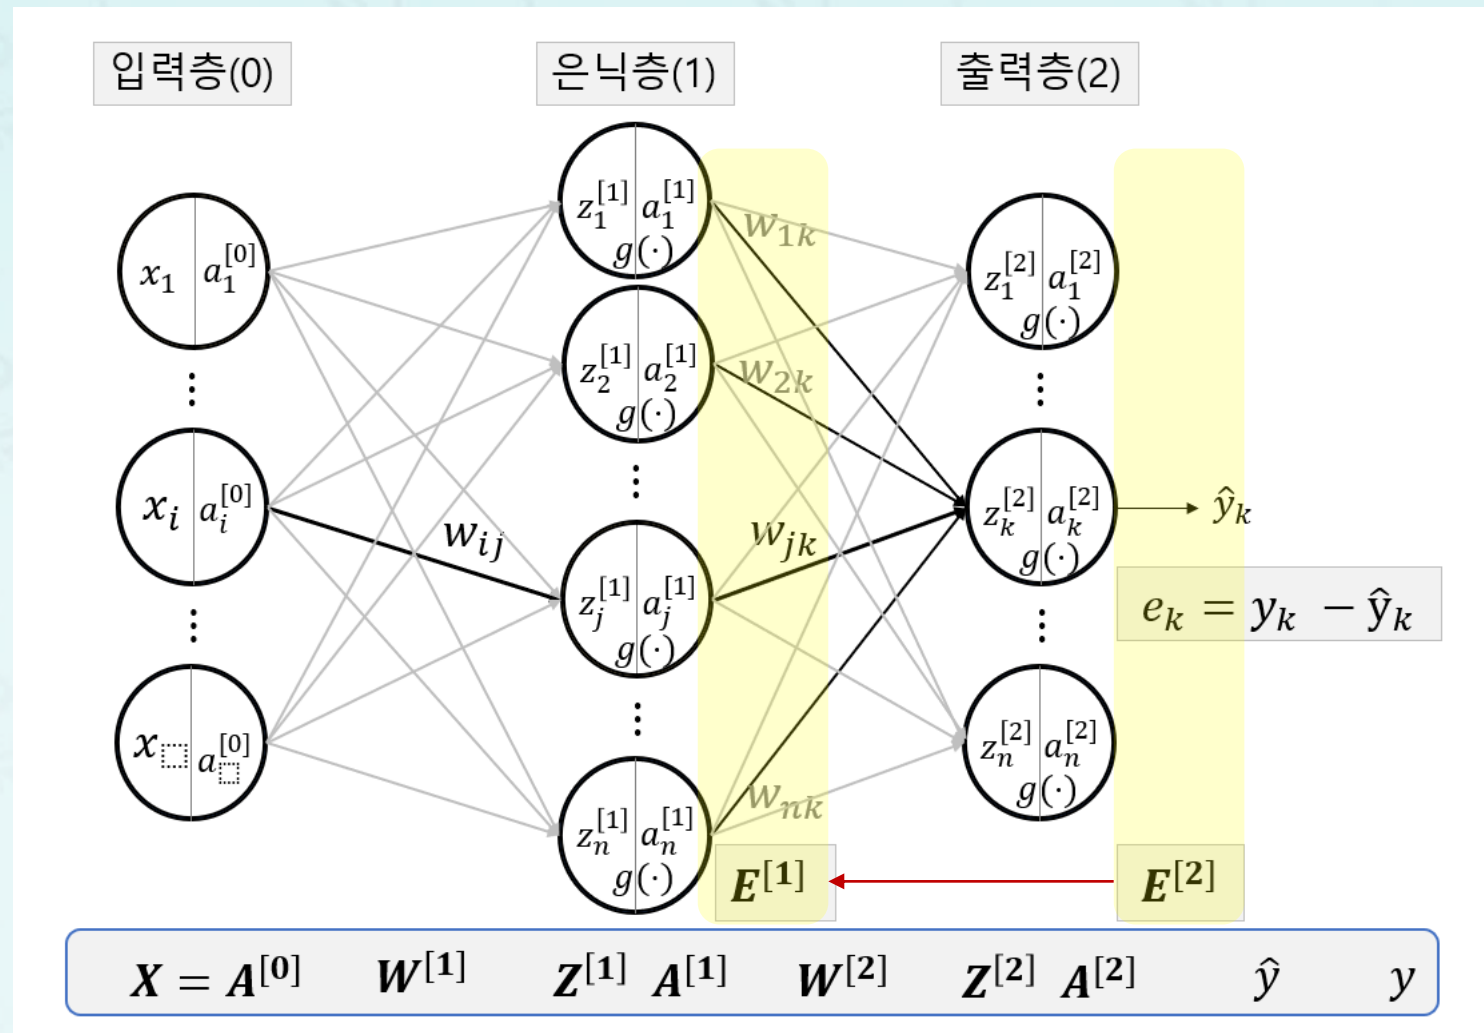 입력층(0) 은닉층(1) 출력층(2)
z₁^[1] a₁^[1]
g(·)
w₁ₖ
x₁ a₁^[0]
z₁^[2] a₁^[2]
g(·)
z₂^[1] a₂^[1]
g(·)
w₂ₖ
⋮ ⋮
⋮
xᵢ aᵢ^[0]
wᵢⱼ
wⱼₖ
zₖ^[2] aₖ^[2]
g(·)
ŷₖ
zⱼ^[1] aⱼ^[1]
g(·)
eₖ = yₖ − ŷₖ
⋮ ⋮
⋮
x⬚ a⬚^[0]
zₙ^[2] aₙ^[2]
g(·)
wₙₖ
zₙ^[1] aₙ^[1]
g(·)
E^[1] E^[2]
X = A^[0] W^[1] Z^[1] A^[1] W^[2] Z^[2] A^[2] ŷ y